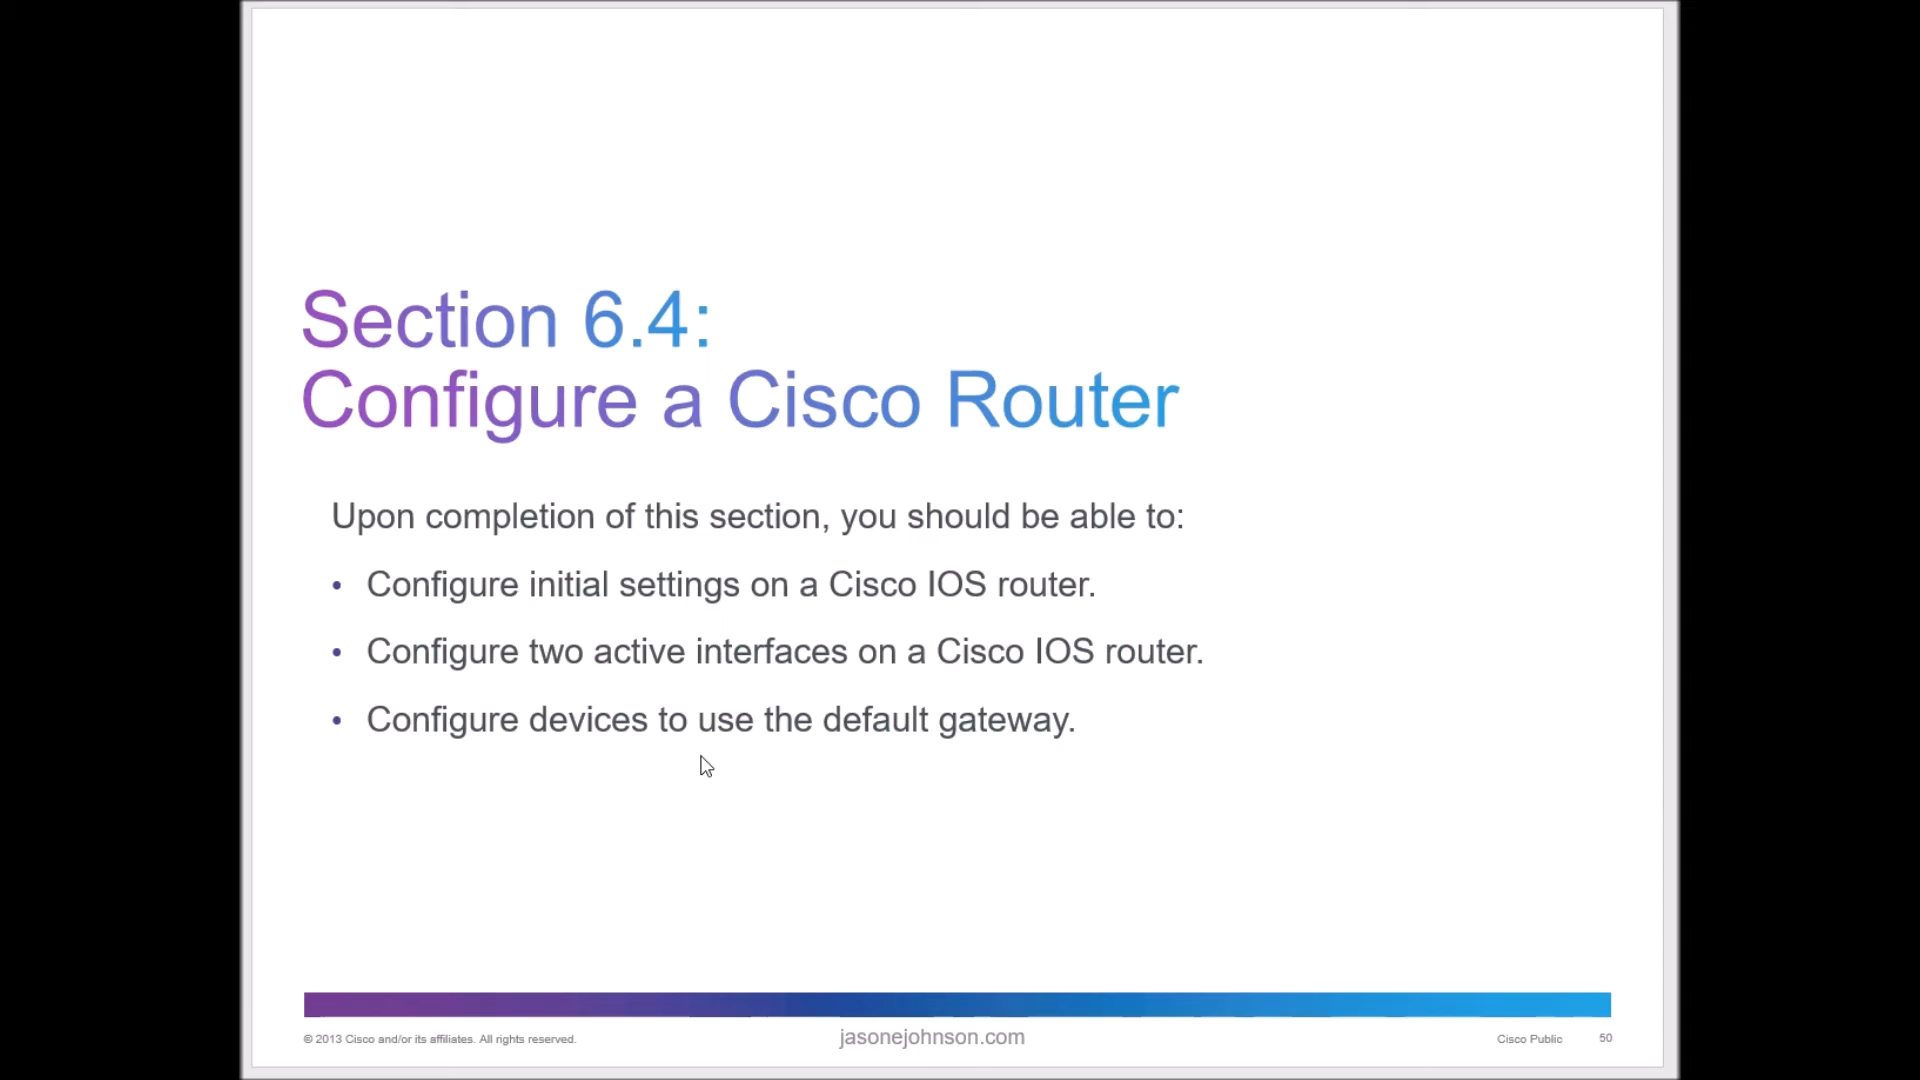 Section 6.4:
Configure a Cisco Router
Upon completion of this section, you should be able to:
• Configure initial settings on a Cisco IOS router.
• Configure two active interfaces on a Cisco IOS router.
• Configure devices to use the default gateway.
© 2013 Cisco and/or its affiliates. All rights reserved.
jasonejohnson.com
Cisco Public
50